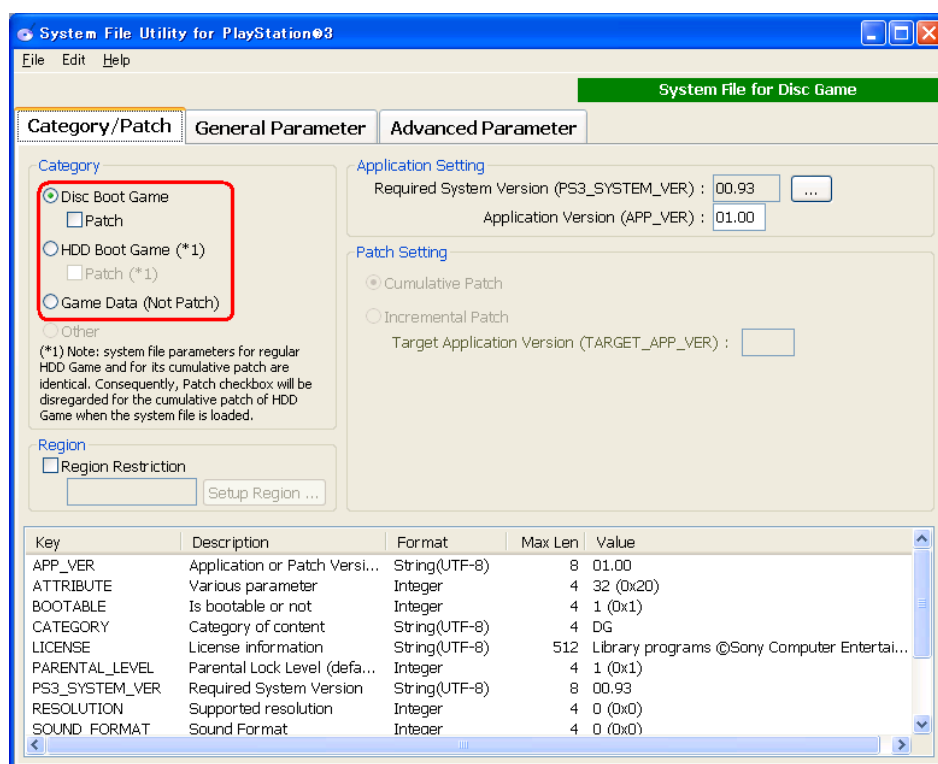 System File Utility for PlayStation®3
File Edit Help
System File for Disc Game
Category/Patch General Parameter Advanced Parameter
Category
Disc Boot Game
Patch
HDD Boot Game (*1)
Patch (*1)
Game Data (Not Patch)
Other
(*1) Note: system file parameters for regular
HDD Game and for its cumulative patch are
identical. Consequently, Patch checkbox will be
disregarded for the cumulative patch of HDD
Game when the system file is loaded.
Region
Region Restriction
Setup Region ...
Application Setting
Required System Version (PS3_SYSTEM_VER) : 00.93 ...
Application Version (APP_VER) : 01.00
Patch Setting
Cumulative Patch
Incremental Patch
Target Application Version (TARGET_APP_VER) :
Key Description Format Max Len Value
APP_VER Application or Patch Versi... String(UTF-8) 8 01.00
ATTRIBUTE Various parameter Integer 4 32 (0x20)
BOOTABLE Is bootable or not Integer 4 1 (0x1)
CATEGORY Category of content String(UTF-8) 4 DG
LICENSE License information String(UTF-8) 512 Library programs ©Sony Computer Entertai...
PARENTAL_LEVEL Parental Lock Level (defa... Integer 4 1 (0x1)
PS3_SYSTEM_VER Required System Version String(UTF-8) 8 00.93
RESOLUTION Supported resolution Integer 4 0 (0x0)
SOUND_FORMAT Sound Format Integer 4 0 (0x0)